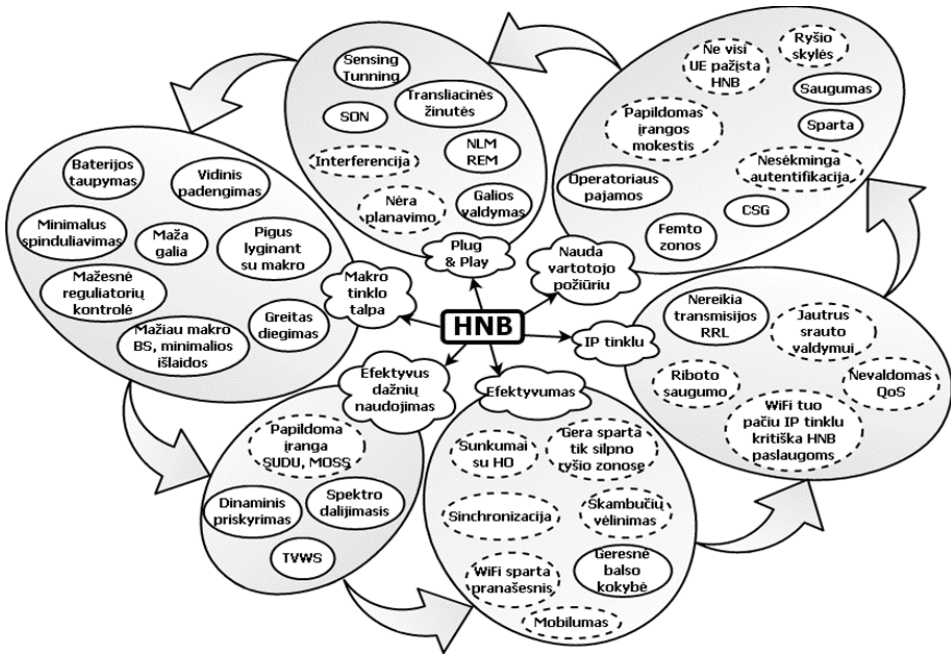 Sensing
Tunning
SON
Transliacinės
žinutės
NLM
REM
Interferencija
Nėra
planavimo
Galios
valdymas
Plug
& Play
Ne visi
UE pažįsta
HNB
Ryšio
skylės
Saugumas
Papildomas
įrangos
mokestis
Sparta
Nesėkminga
autentifikacija
Operatoriaus
pajamos
CSG
Femto
zonos
Nauda
vartotojo
požiūriu
Baterijos
taupymas
Vidinis
padengimas
Minimalus
spinduliavimas
Maža
galia
Pigus
lyginant
su makro
Mažesnė
reguliatorių
kontrolė
Greitas
diegimas
Mažiau makro
BS, minimalios
išlaidos
Makro
tinklo
talpa
HNB
IP tinklu
Nereikia
transmisijos
RRL
Jautrus
srauto
valdymui
Riboto
saugumo
Nevaldomas
QoS
WiFi tuo
pačiu IP tinklu
kritiška HNB
paslaugoms
Efektyvus
dažnių
naudojimas
Papildoma
įranga
SUDU, MOSS
Dinaminis
priskyrimas
Spektro
dalijimasis
TVWS
Efektyvumas
Sunkumai
su HO
Gera sparta
tik silpno
ryšio zonose
Sinchronizacija
Skambučių
vėlinimas
WiFi sparta
pranašesnis
Geresnė
balso
kokybė
Mobilumas